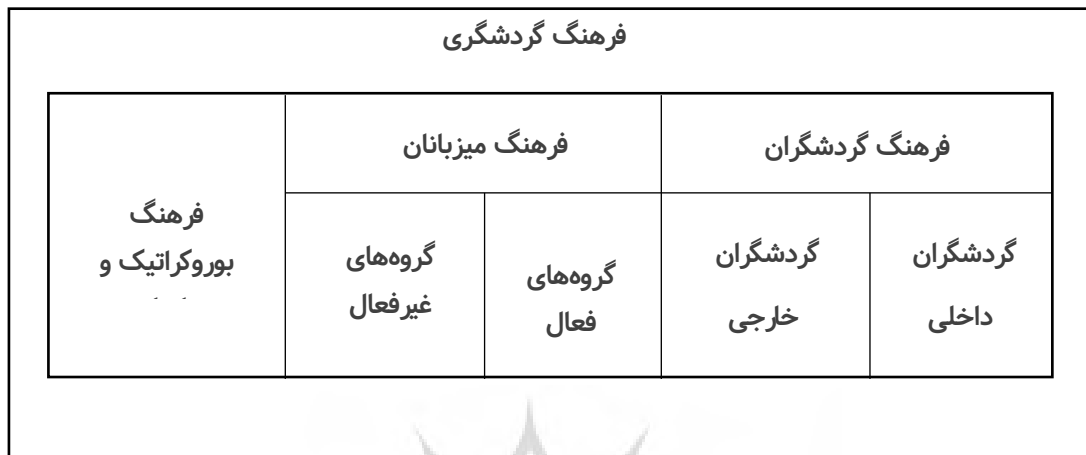 فرهنگ گردشگری
فرهنگ گردشگران
فرهنگ میزبانان
فرهنگ
بوروکراتیک و
گردشگران
داخلی
گردشگران
خارجی
گروه‌های
فعال
گروه‌های
غیرفعال